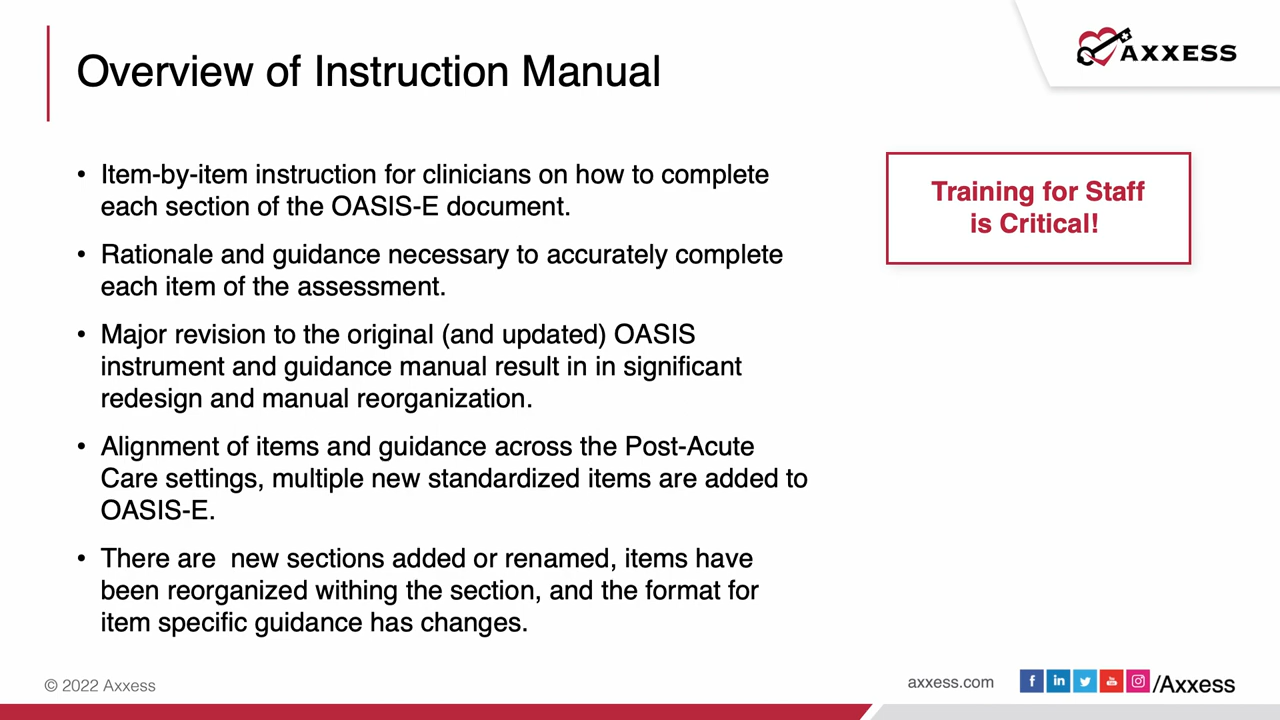 Overview of Instruction Manual
AXXESS
• Item-by-item instruction for clinicians on how to complete
each section of the OASIS-E document.
• Rationale and guidance necessary to accurately complete
each item of the assessment.
• Major revision to the original (and updated) OASIS
instrument and guidance manual result in in significant
redesign and manual reorganization.
• Alignment of items and guidance across the Post-Acute
Care settings, multiple new standardized items are added to
OASIS-E.
• There are  new sections added or renamed, items have
been reorganized withing the section, and the format for
item specific guidance has changes.
Training for Staff
is Critical!
© 2022 Axxess
axxess.com
/Axxess